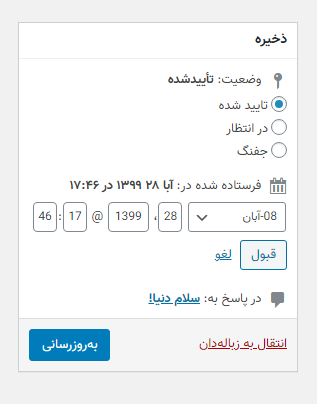 ذخیره
وضعیت: تأییدشده
تایید شده
در انتظار
جفنگ
فرستاده شده در: آبا ۲۸ ۱۳۹۹ در ۱۷:۴۶
08-آبان 28 ، 1399 @ 17 : 46
قبول لغو
در پاسخ به: سلام دنیا!
انتقال به زباله‌دان به‌روزرسانی